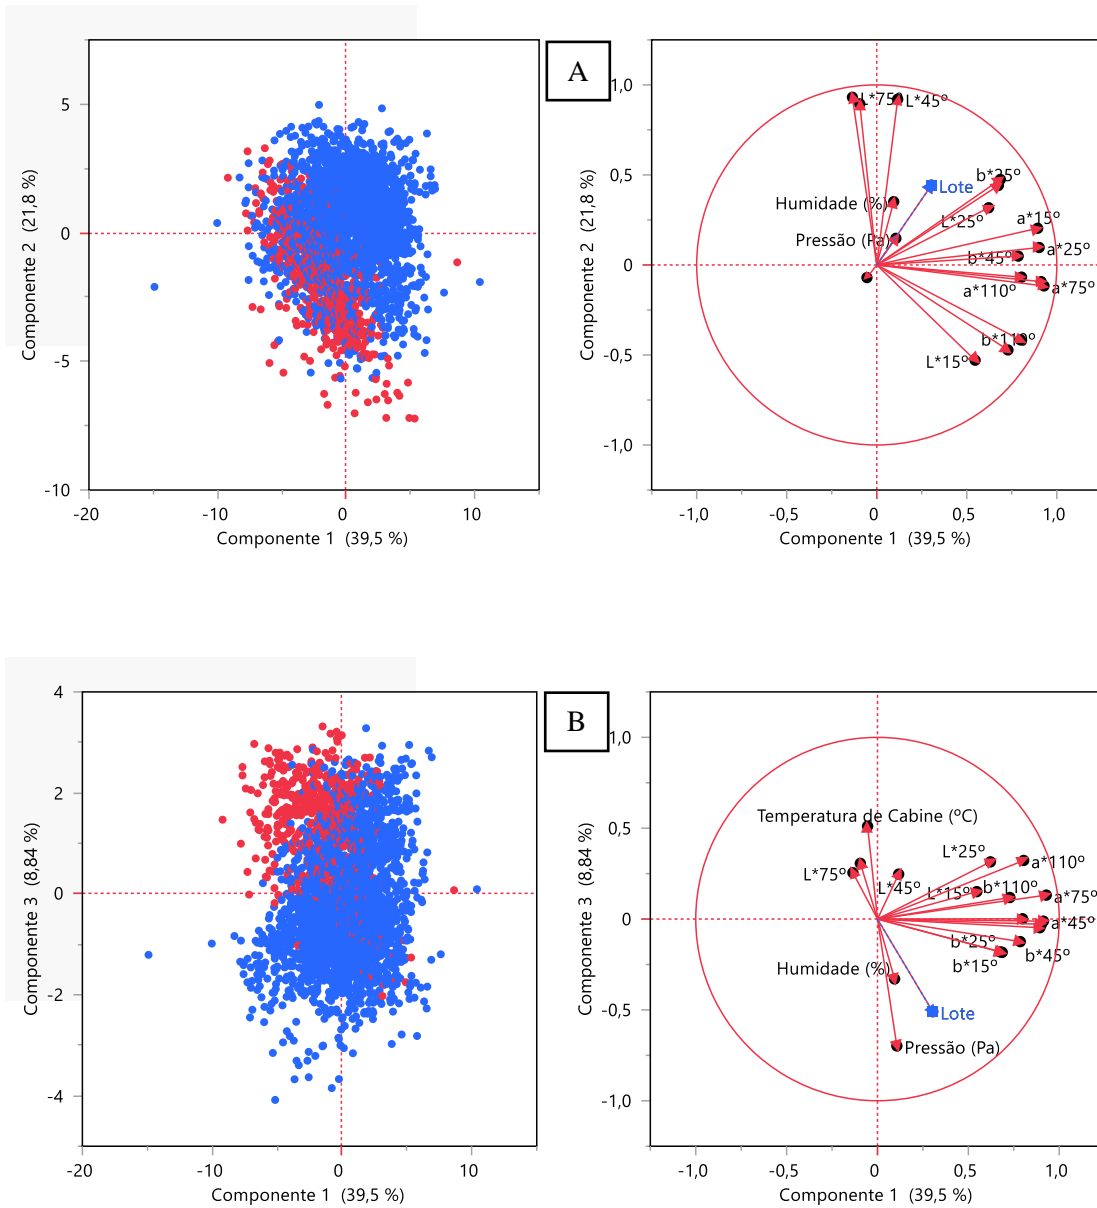 A
5
0
-5
-10
-20
-10
0
10
Componente 2 (21,8 %)
Componente 1 (39,5 %)
1,0
0,5
0
-0,5
-1,0
-1,0
-0,5
0
0,5
1,0
Componente 2 (21,8 %)
Componente 1 (39,5 %)
L*75º
L*45º
b*25º
Lote
Humidade (%)
L*25º
a*15º
Pressão (Pa)
a*25º
b*45º
a*110º
a*75º
b*110º
L*15º
B
4
2
0
-2
-4
-20
-10
0
10
Componente 3 (8,84 %)
Componente 1 (39,5 %)
1,0
0,5
0
-0,5
-1,0
-1,0
-0,5
0
0,5
1,0
Componente 3 (8,84 %)
Componente 1 (39,5 %)
Temperatura de Cabine (ºC)
L*25º
a*110º
L*75º
L*45º
L*15º
b*110º
a*75º
a*45º
b*25º
b*45º
b*15º
Humidade (%)
Lote
Pressão (Pa)